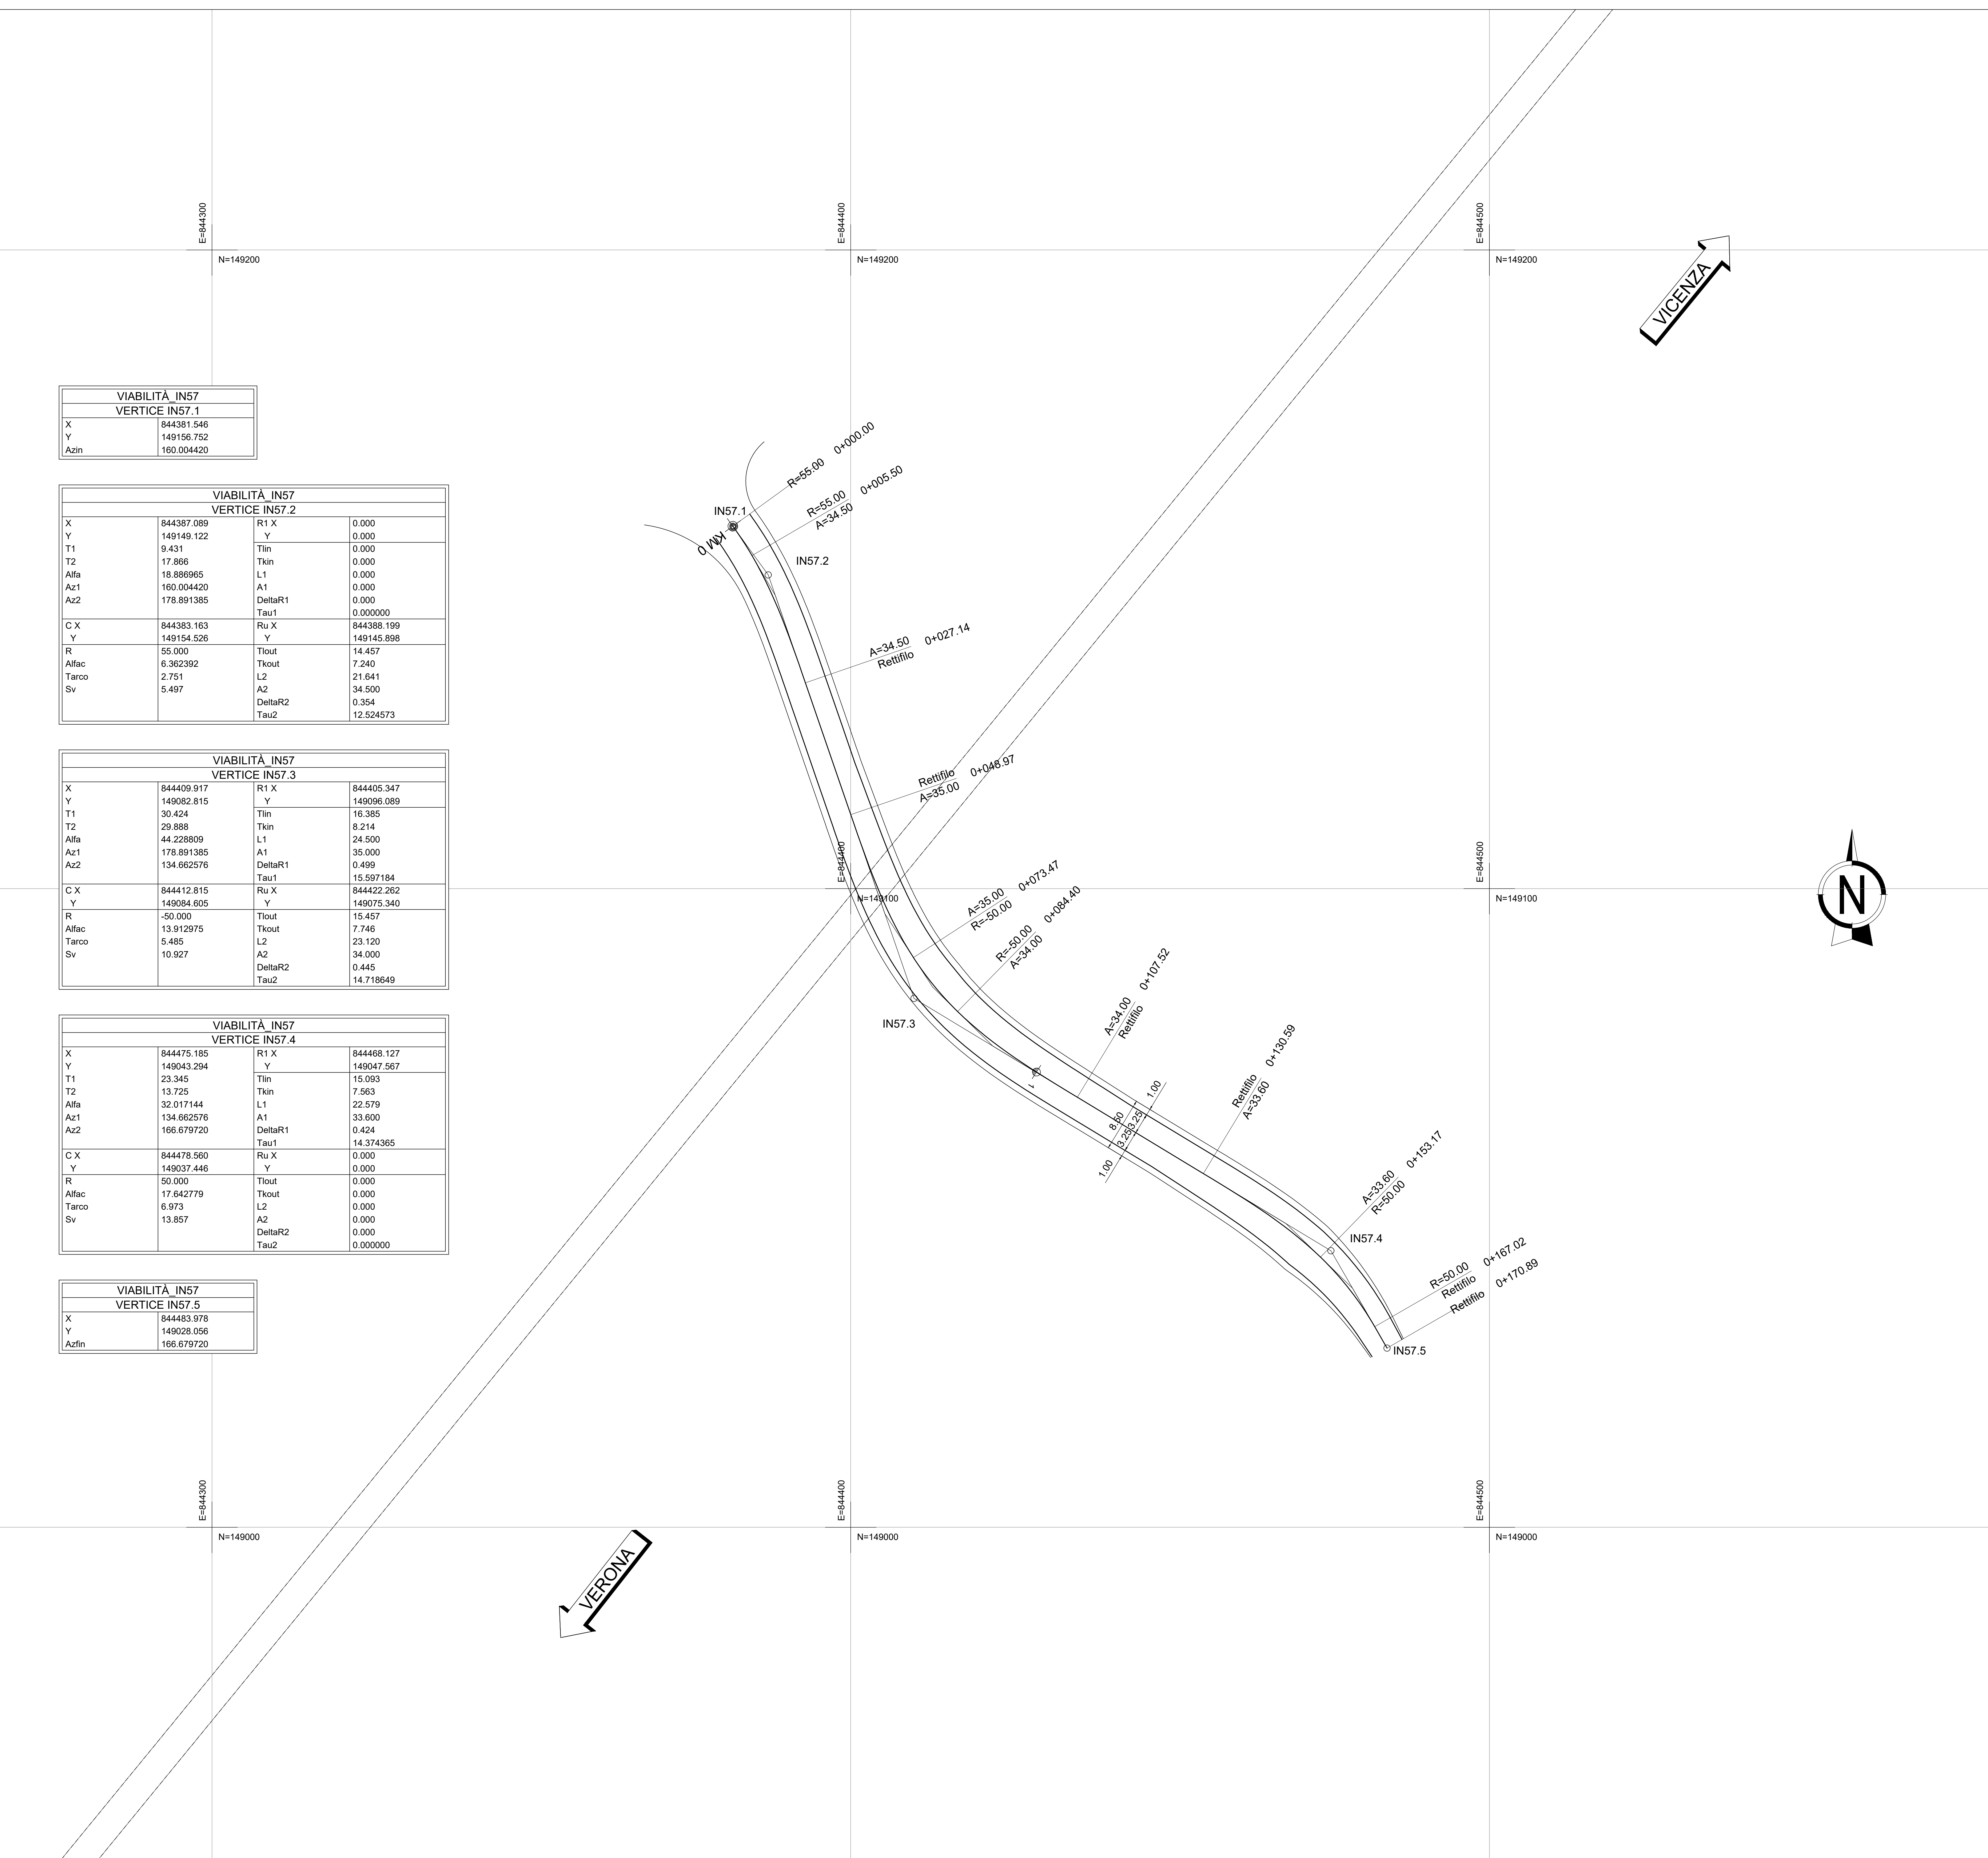 E=844300
N=149200
E=844400
N=149200
E=844500
N=149200
VICENZA
VIABILITÀ_IN57
VERTICE IN57.1
X 844381.546
Y 149156.752
Azin 160.004420
VIABILITÀ_IN57
VERTICE IN57.2
X 844387.089 R1 X 0.000
Y 149149.122 Y 0.000
T1 9.431 Tlin 0.000
T2 17.866 Tkin 0.000
Alfa 18.886965 L1 0.000
Az1 160.004420 A1 0.000
Az2 178.891385 DeltaR1 0.000
Tau1 0.000000
C X 844383.163 Ru X 844388.199
Y 149154.526 Y 149145.898
R 55.000 Tlout 14.457
Alfac 6.362392 Tkout 7.240
Tarco 2.751 L2 21.641
Sv 5.497 A2 34.500
DeltaR2 0.354
Tau2 12.524573
VIABILITÀ_IN57
VERTICE IN57.3
X 844409.917 R1 X 844405.347
Y 149082.815 Y 149096.089
T1 30.424 Tlin 16.385
T2 29.888 Tkin 8.214
Alfa 44.228809 L1 24.500
Az1 178.891385 A1 35.000
Az2 134.662576 DeltaR1 0.499
Tau1 15.597184
C X 844412.815 Ru X 844422.262
Y 149084.605 Y 149075.340
R -50.000 Tlout 15.457
Alfac 13.912975 Tkout 7.746
Tarco 5.485 L2 23.120
Sv 10.927 A2 34.000
DeltaR2 0.445
Tau2 14.718649
VIABILITÀ_IN57
VERTICE IN57.4
X 844475.185 R1 X 844468.127
Y 149043.294 Y 149047.567
T1 23.345 Tlin 15.093
T2 13.725 Tkin 7.563
Alfa 32.017144 L1 22.579
Az1 134.662576 A1 33.600
Az2 166.679720 DeltaR1 0.424
Tau1 14.374365
C X 844478.560 Ru X 0.000
Y 149037.446 Y 0.000
R 50.000 Tlout 0.000
Alfac 17.642779 Tkout 0.000
Tarco 6.973 L2 0.000
Sv 13.857 A2 0.000
DeltaR2 0.000
Tau2 0.000000
VIABILITÀ_IN57
VERTICE IN57.5
X 844483.978
Y 149028.056
Azfin 166.679720
R=55.00 0+000.00
IN57.1
KM 0
R=55.00 0+005.50
A=34.50
IN57.2
A=34.50 0+027.14
Rettifilo
Rettifilo 0+048.97
A=35.00
E=844400
N=149100
E=844500
N=149100
N
A=35.00 0+073.47
R=-50.00
R=-50.00 0+084.40
A=34.00
IN57.3
A=34.00 0+107.52
Rettifilo
1
1.00
8.50
3.25
3.25
1.00
Rettifilo 0+130.59
A=33.60
A=33.60 0+153.17
R=50.00
IN57.4
R=50.00 0+167.02
Rettifilo
Rettifilo 0+170.89
IN57.5
E=844300
N=149000
E=844400
N=149000
E=844500
N=149000
VERONA